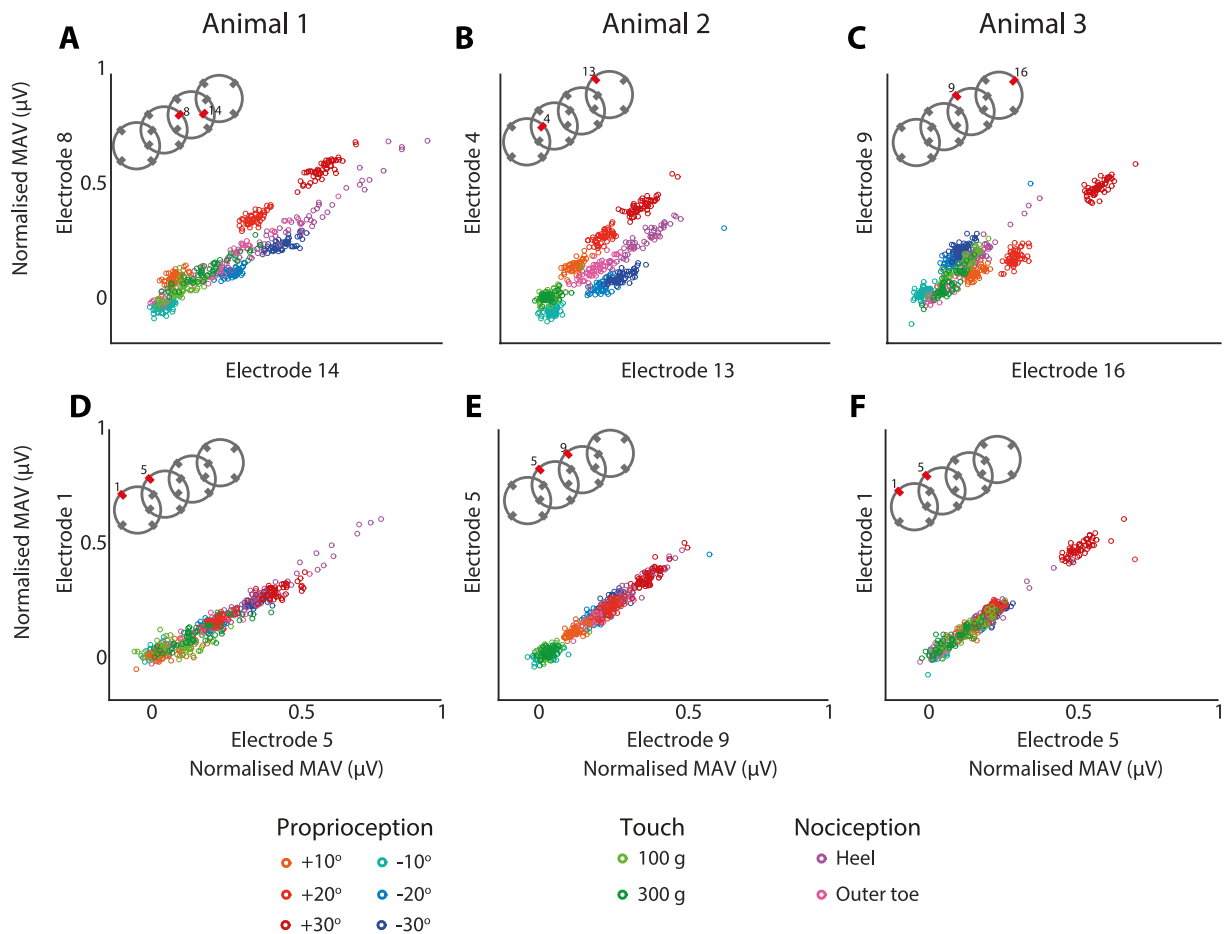 Animal 1
Animal 2
Animal 3
A
B
C
Normalised MAV (μV)
Electrode 8
1
0.5
0
8
14
Electrode 14
Electrode 4
13
4
Electrode 13
Electrode 9
9
16
Electrode 16
D
E
F
Normalised MAV (μV)
Electrode 1
1
0.5
0
1
5
0
0.5
1
Electrode 5
Normalised MAV (μV)
Electrode 5
5
9
0
0.5
1
Electrode 9
Normalised MAV (μV)
Electrode 1
1
5
0
0.5
1
Electrode 5
Normalised MAV (μV)
Proprioception
+10°
-10°
+20°
-20°
+30°
-30°
Touch
100 g
300 g
Nociception
Heel
Outer toe